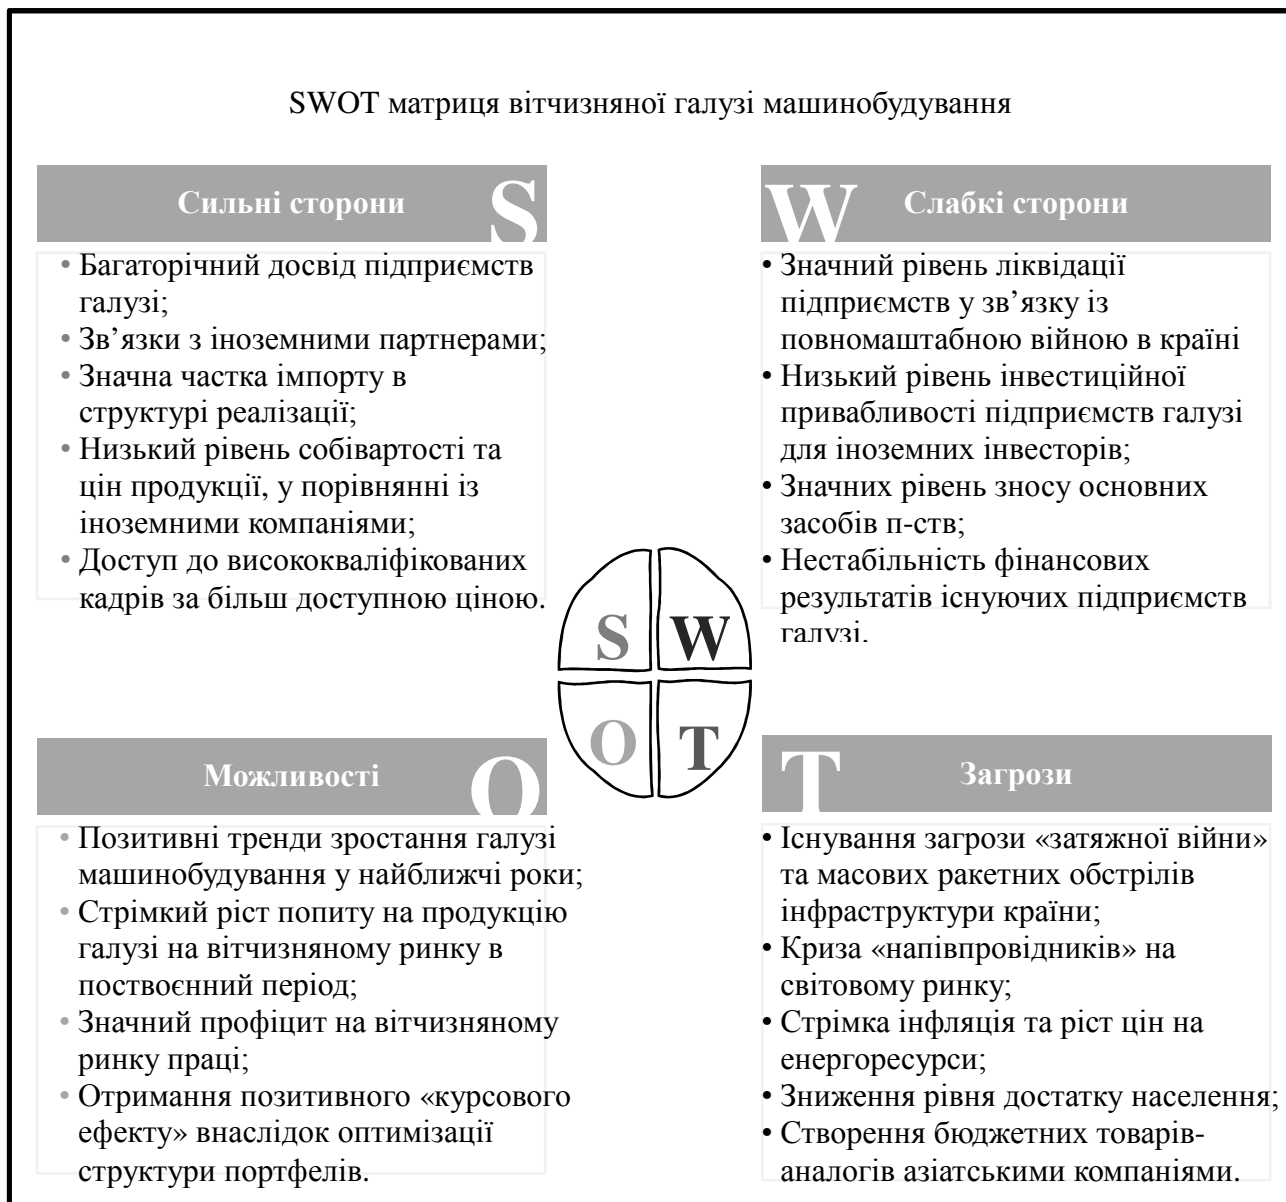 SWOT матриця вітчизняної галузі машинобудування
Сильні сторони
S
• Багаторічний досвід підприємств
галузі;
• Зв’язки з іноземними партнерами;
• Значна частка імпорту в
структурі реалізації;
• Низький рівень собівартості та
цін продукції, у порівнянні із
іноземними компаніями;
• Доступ до висококваліфікованих
кадрів за більш доступною ціною.
W
Слабкі сторони
• Значний рівень ліквідації
підприємств у зв’язку із
повномаштабною війною в країні
• Низький рівень інвестиційної
привабливості підприємств галузі
для іноземних інвесторів;
• Значних рівень зносу основних
засобів п-ств;
• Нестабільність фінансових
результатів існуючих підприємств
галузі.
S W
O T
Можливості
O
• Позитивні тренди зростання галузі
машинобудування у найближчі роки;
• Стрімкий ріст попиту на продукцію
галузі на вітчизняному ринку в
поствоєнний період;
• Значний профіцит на вітчизняному
ринку праці;
• Отримання позитивного «курсового
ефекту» внаслідок оптимізації
структури портфелів.
T
Загрози
• Існування загрози «затяжної війни»
та масових ракетних обстрілів
інфраструктури країни;
• Криза «напівпровідників» на
світовому ринку;
• Стрімка інфляція та ріст цін на
енергоресурси;
• Зниження рівня достатку населення;
• Створення бюджетних товарів-
аналогів азіатськими компаніями.